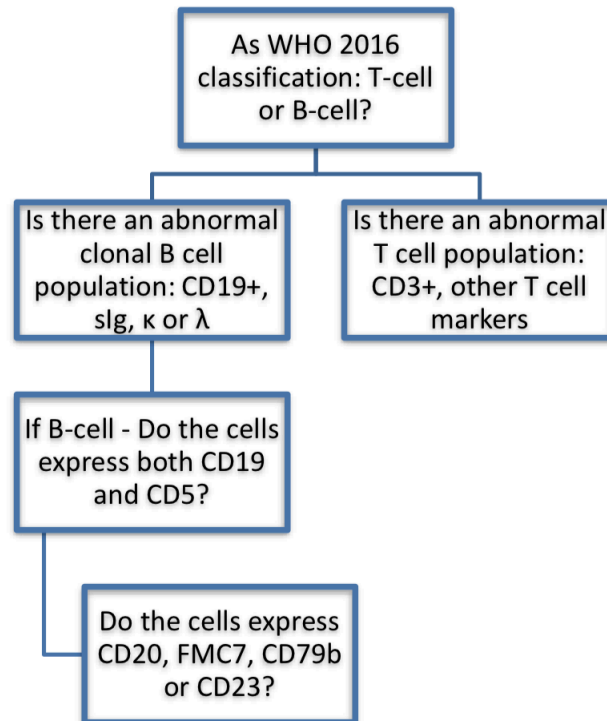 As WHO 2016
classification: T-cell
or B-cell?
Is there an abnormal
clonal B cell
population: CD19+,
sIg, κ or λ
Is there an abnormal
T cell population:
CD3+, other T cell
markers
If B-cell - Do the cells
express both CD19
and CD5?
Do the cells express
CD20, FMC7, CD79b
or CD23?